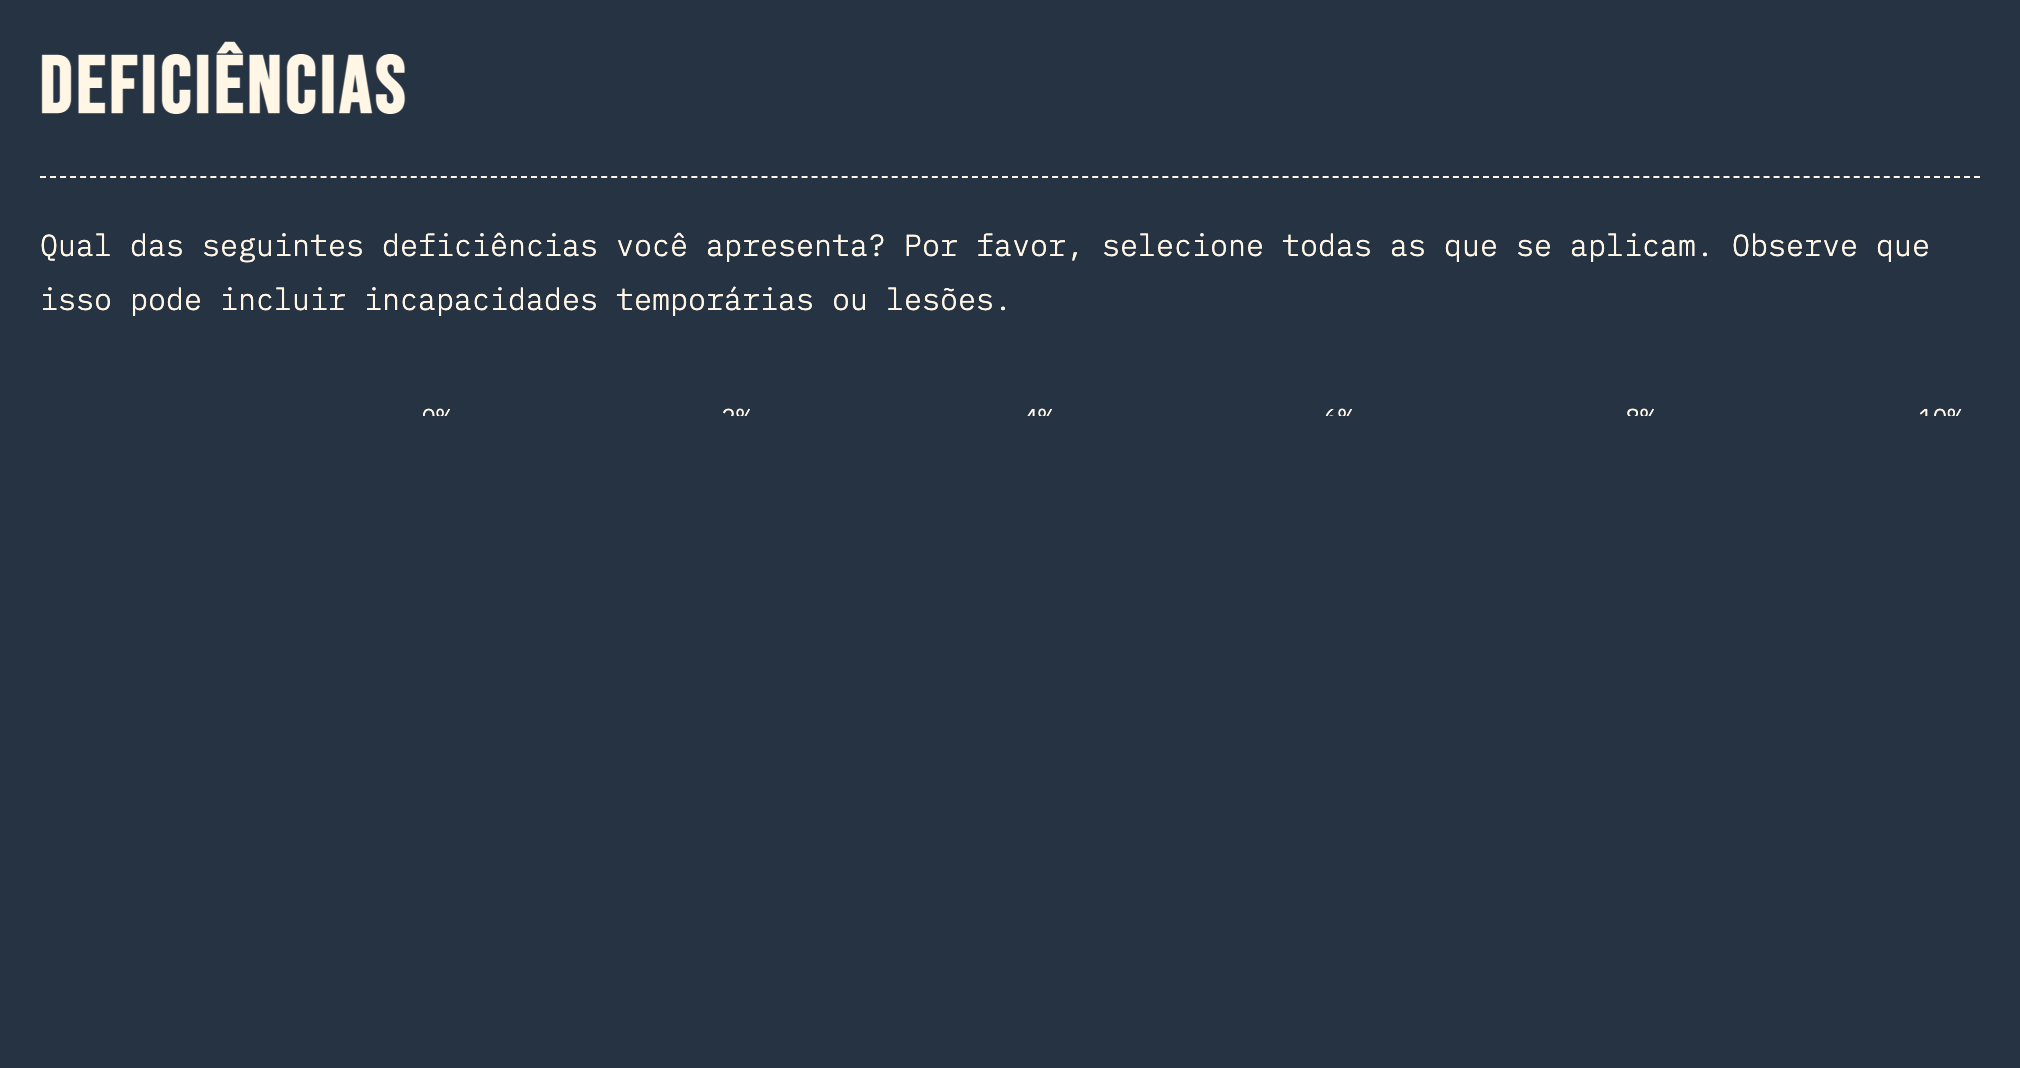 DEFICIÊNCIAS
Qual das seguintes deficiências você apresenta? Por favor, selecione todas as que se aplicam. Observe que
isso pode incluir incapacidades temporárias ou lesões.
0% 2% 4% 6% 8% 10%